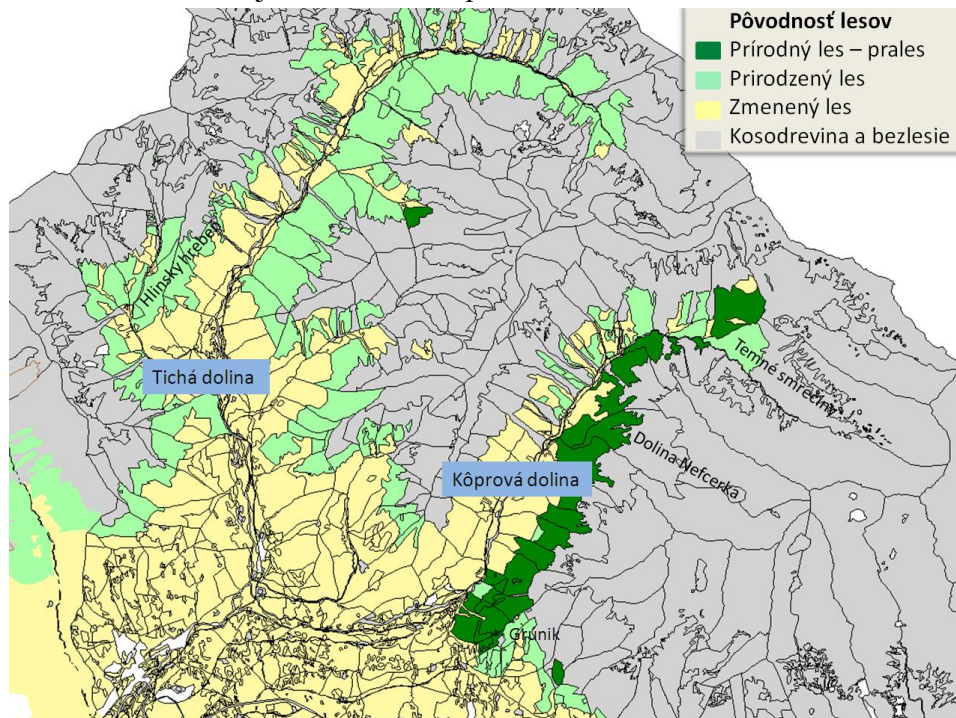 Pôvodnosť lesov
Prírodný les – prales
Prirodzený les
Zmenený les
Kosodrevina a bezlesie
Hlinsky hrebeň
Tichá dolina
Temné smrečiny
Kôprová dolina
Dolina Nefcerka
Grúnik